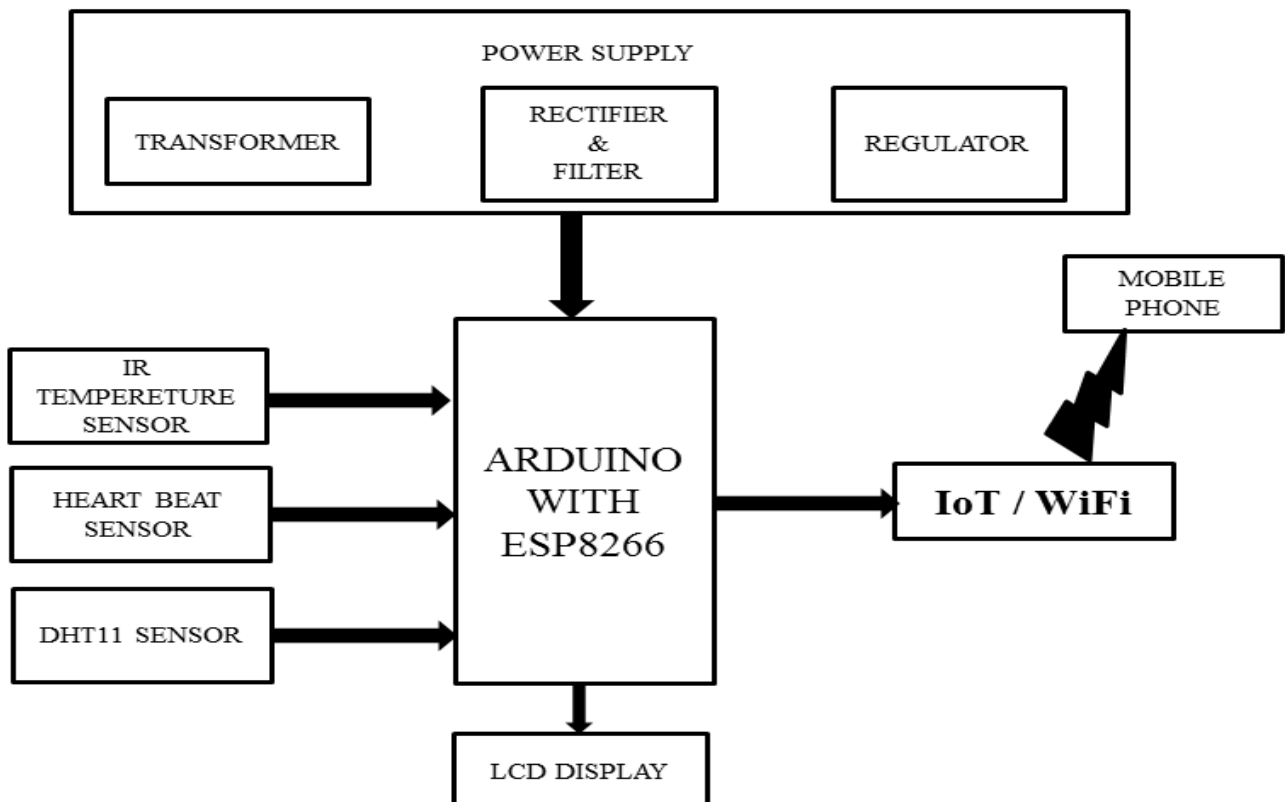 POWER SUPPLY
TRANSFORMER
RECTIFIER
&
FILTER
REGULATOR
MOBILE
PHONE
IR
TEMPERETURE
SENSOR
HEART BEAT
SENSOR
DHT11 SENSOR
ARDUINO
WITH
ESP8266
IoT / WiFi
LCD DISPLAY